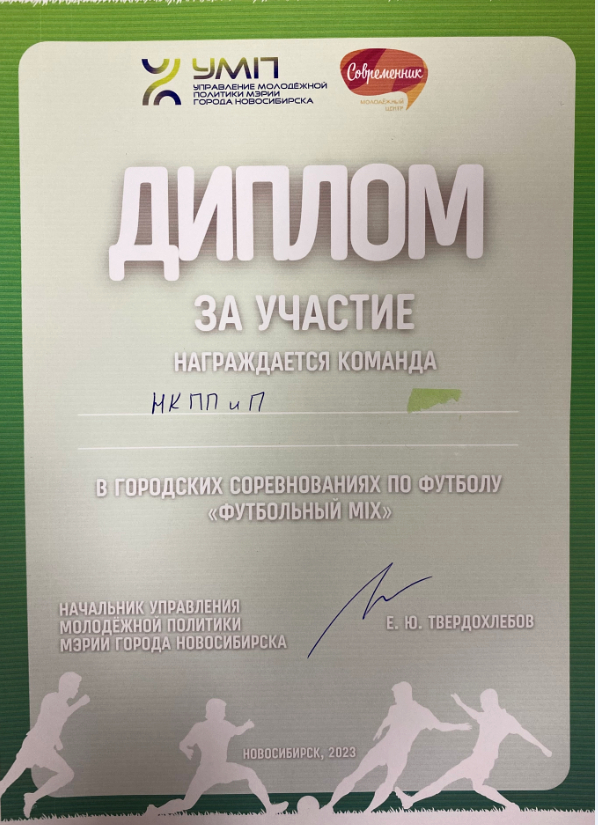 УМП
УПРАВЛЕНИЕ МОЛОДЁЖНОЙ
ПОЛИТИКИ МЭРИИ
ГОРОДА НОВОСИБИРСКА
Современник
МОЛОДЁЖНЫЙ
ЦЕНТР
ДИПЛОМ
ЗА УЧАСТИЕ
НАГРАЖДАЕТСЯ КОМАНДА
НКПП и П
В ГОРОДСКИХ СОРЕВНОВАНИЯХ ПО ФУТБОЛУ
«ФУТБОЛЬНЫЙ MIX»
НАЧАЛЬНИК УПРАВЛЕНИЯ
МОЛОДЁЖНОЙ ПОЛИТИКИ
МЭРИИ ГОРОДА НОВОСИБИРСКА
Е. Ю. ТВЕРДОХЛЕБОВ
НОВОСИБИРСК, 2023